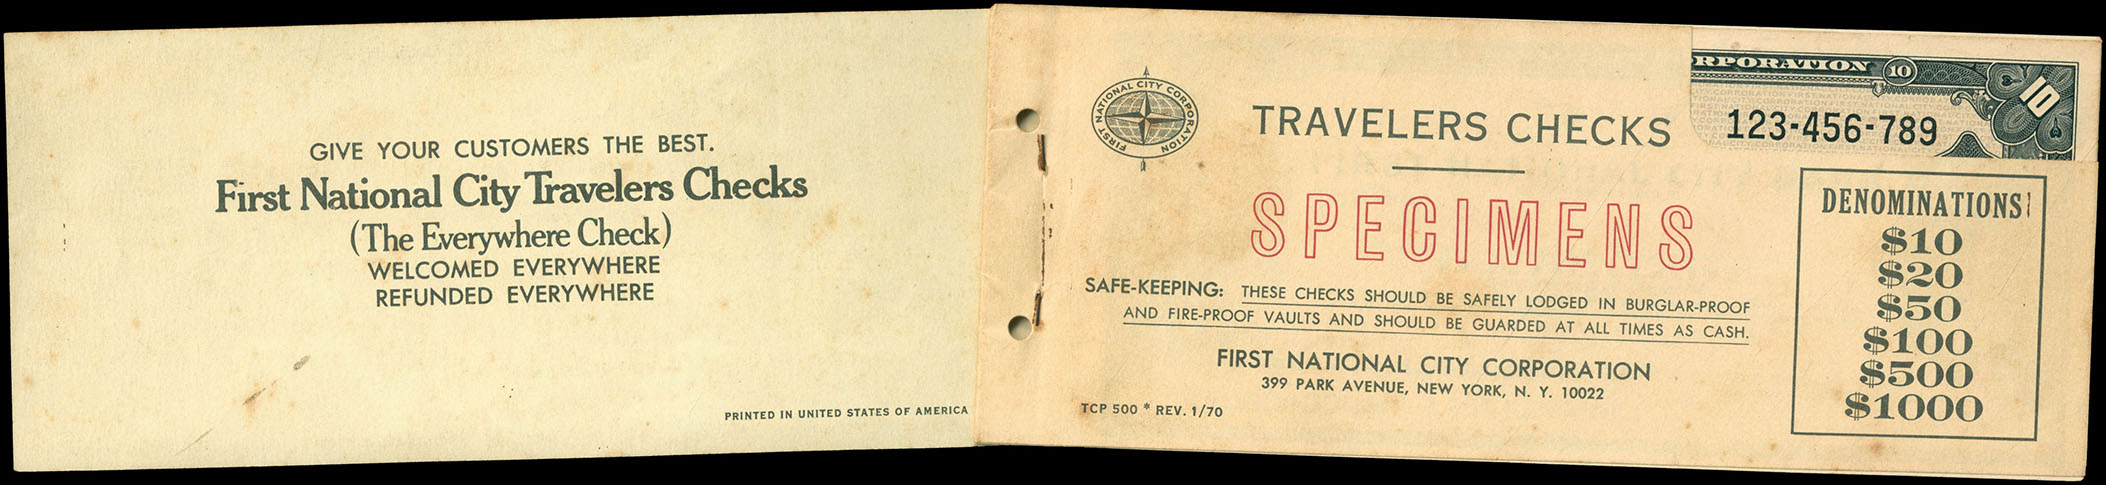 GIVE YOUR CUSTOMERS THE BEST.
First National City Travelers Checks
(The Everywhere Check)
WELCOMED EVERYWHERE
REFUNDED EVERYWHERE
PRINTED IN UNITED STATES OF AMERICA
FIRST NATIONAL CITY CORPORATION
TRAVELERS CHECKS
SPECIMENS
SAFE-KEEPING: THESE CHECKS SHOULD BE SAFELY LODGED IN BURGLAR-PROOF
AND FIRE-PROOF VAULTS AND SHOULD BE GUARDED AT ALL TIMES AS CASH.
FIRST NATIONAL CITY CORPORATION
399 PARK AVENUE, NEW YORK, N. Y. 10022
TCP 500 * REV. 1/70
RPORATION 10
10
123-456-789
DENOMINATIONS
$10
$20
$50
$100
$500
$1000